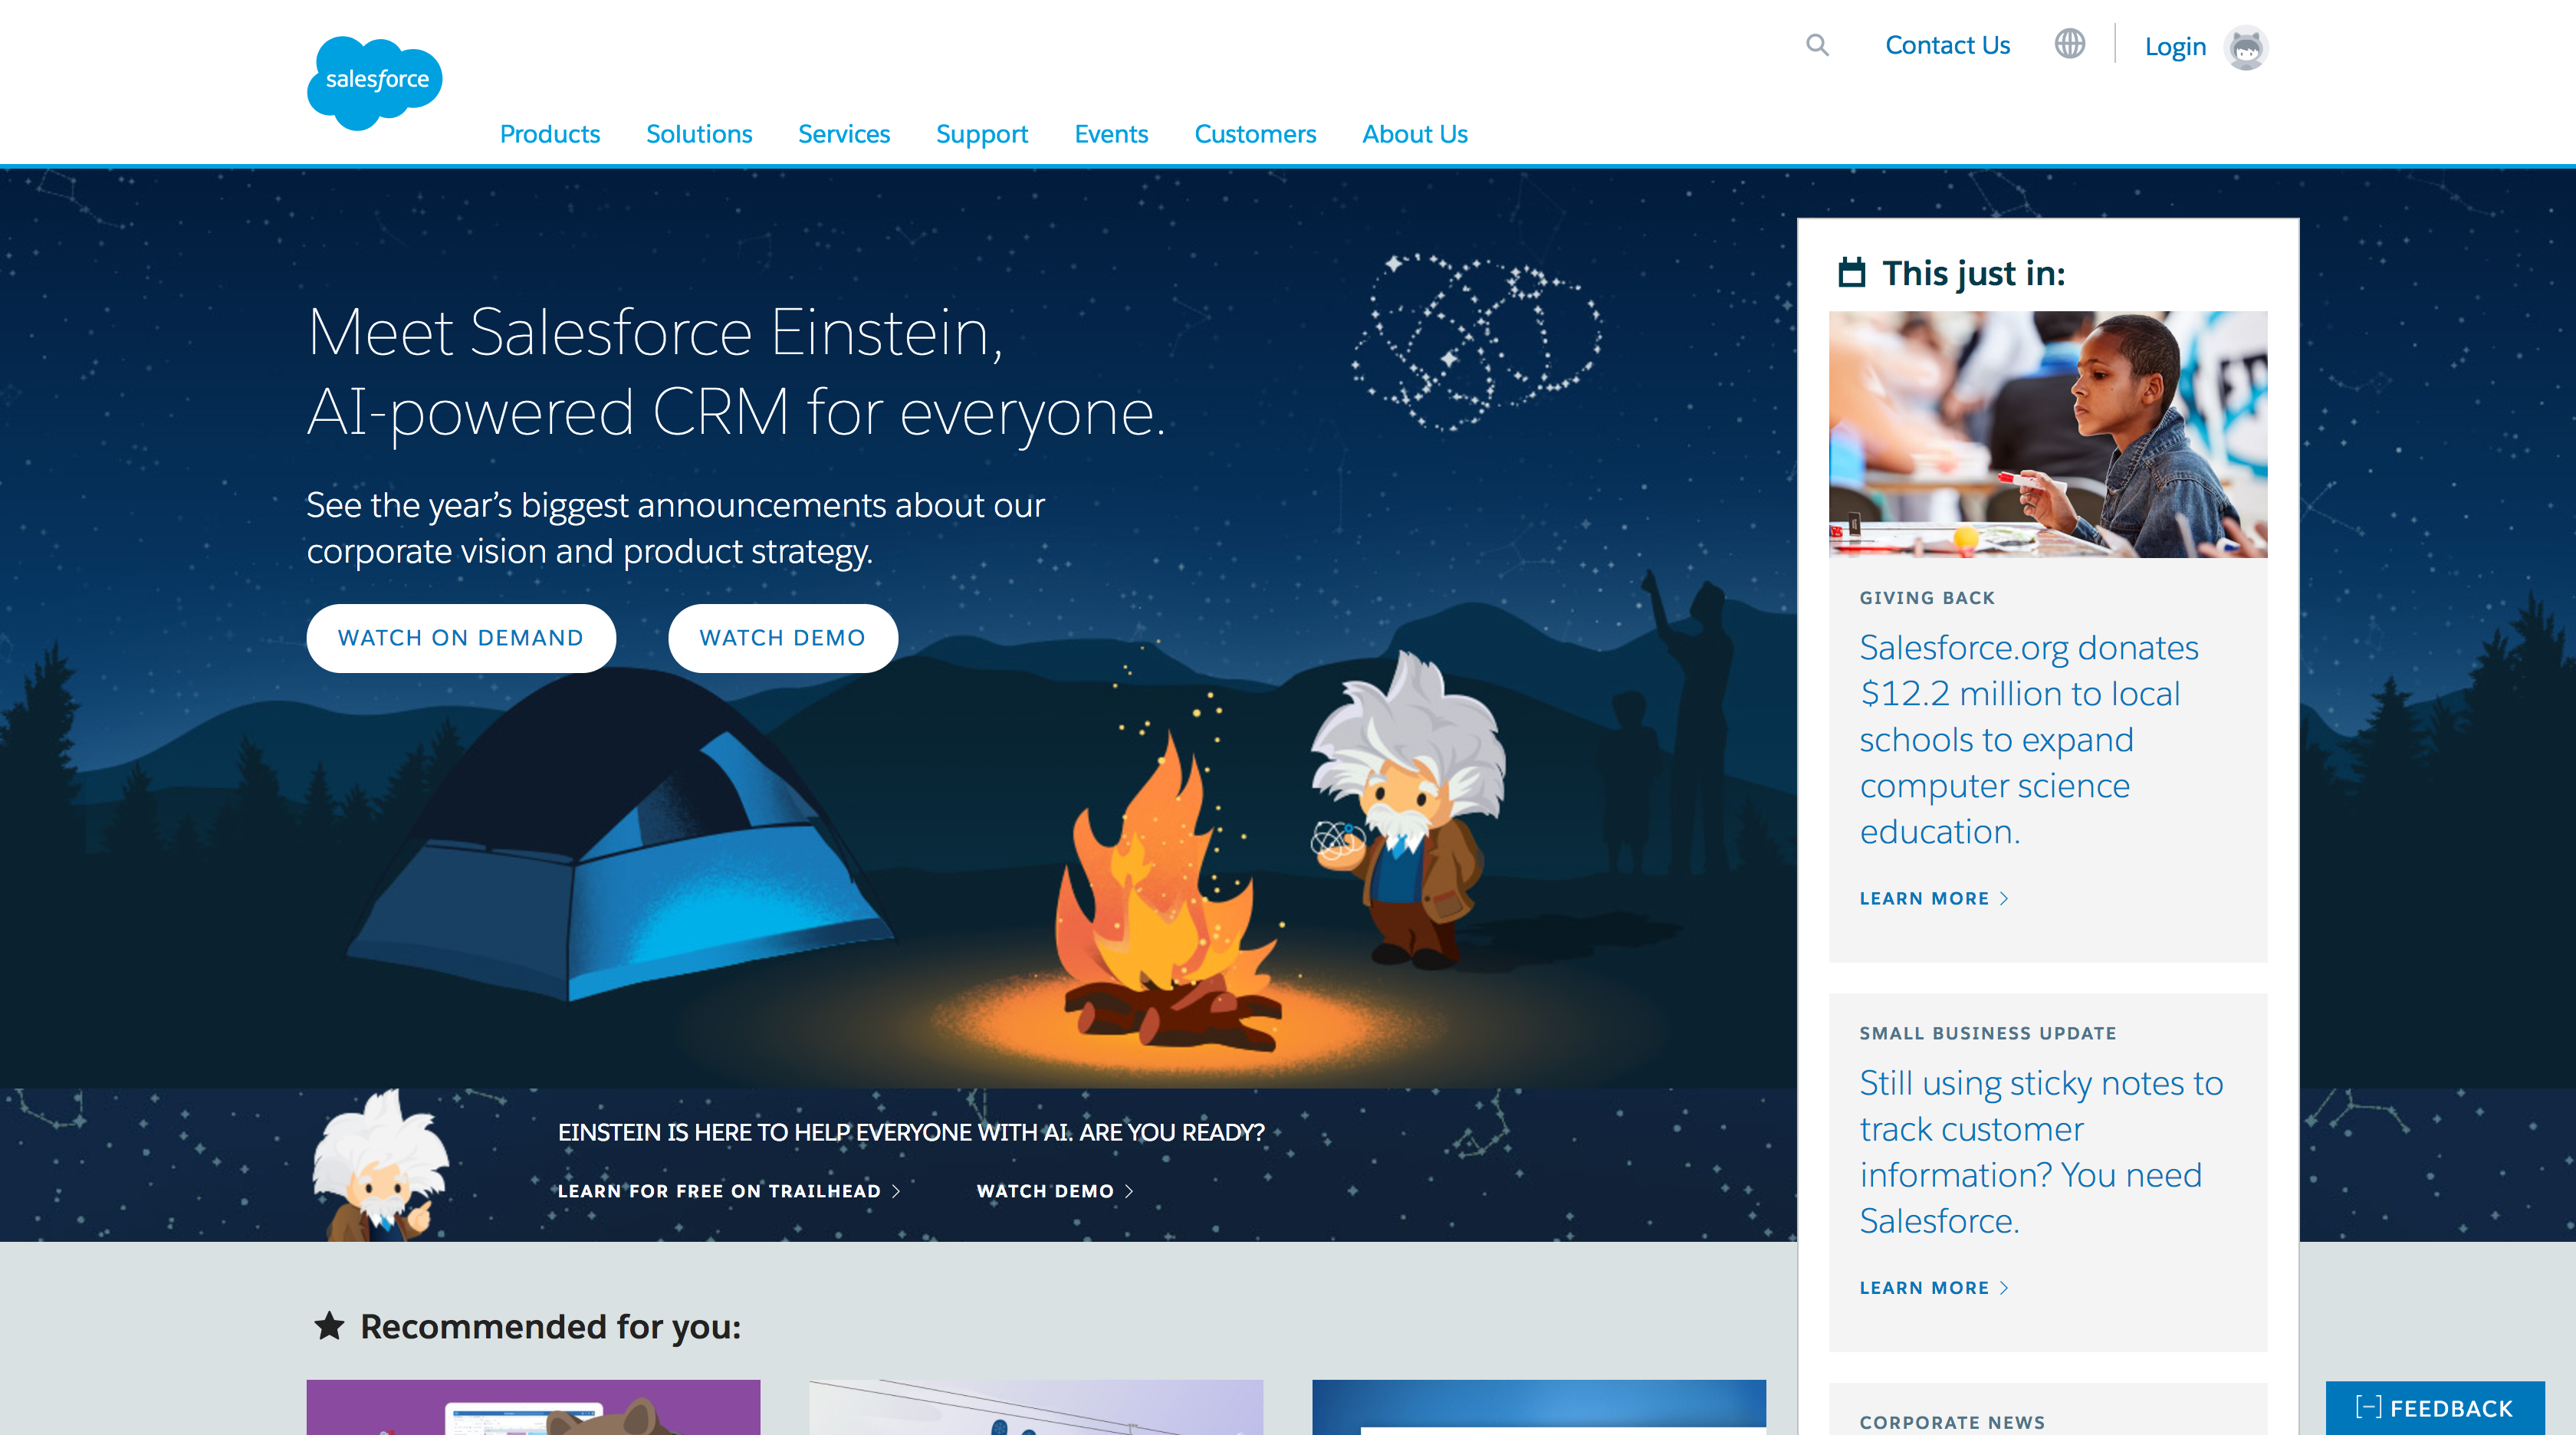 salesforce
Contact Us
Login
Products
Solutions
Services
Support
Events
Customers
About Us
Meet Salesforce Einstein,
AI-powered CRM for everyone.
See the year’s biggest announcements about our
corporate vision and product strategy.
WATCH ON DEMAND
WATCH DEMO
This just in:
GIVING BACK
Salesforce.org donates
$12.2 million to local
schools to expand
computer science
education.
LEARN MORE
SMALL BUSINESS UPDATE
Still using sticky notes to
track customer
information? You need
Salesforce.
LEARN MORE
CORPORATE NEWS
EINSTEIN IS HERE TO HELP EVERYONE WITH AI. ARE YOU READY?
LEARN FOR FREE ON TRAILHEAD
WATCH DEMO
Recommended for you:
[-] FEEDBACK